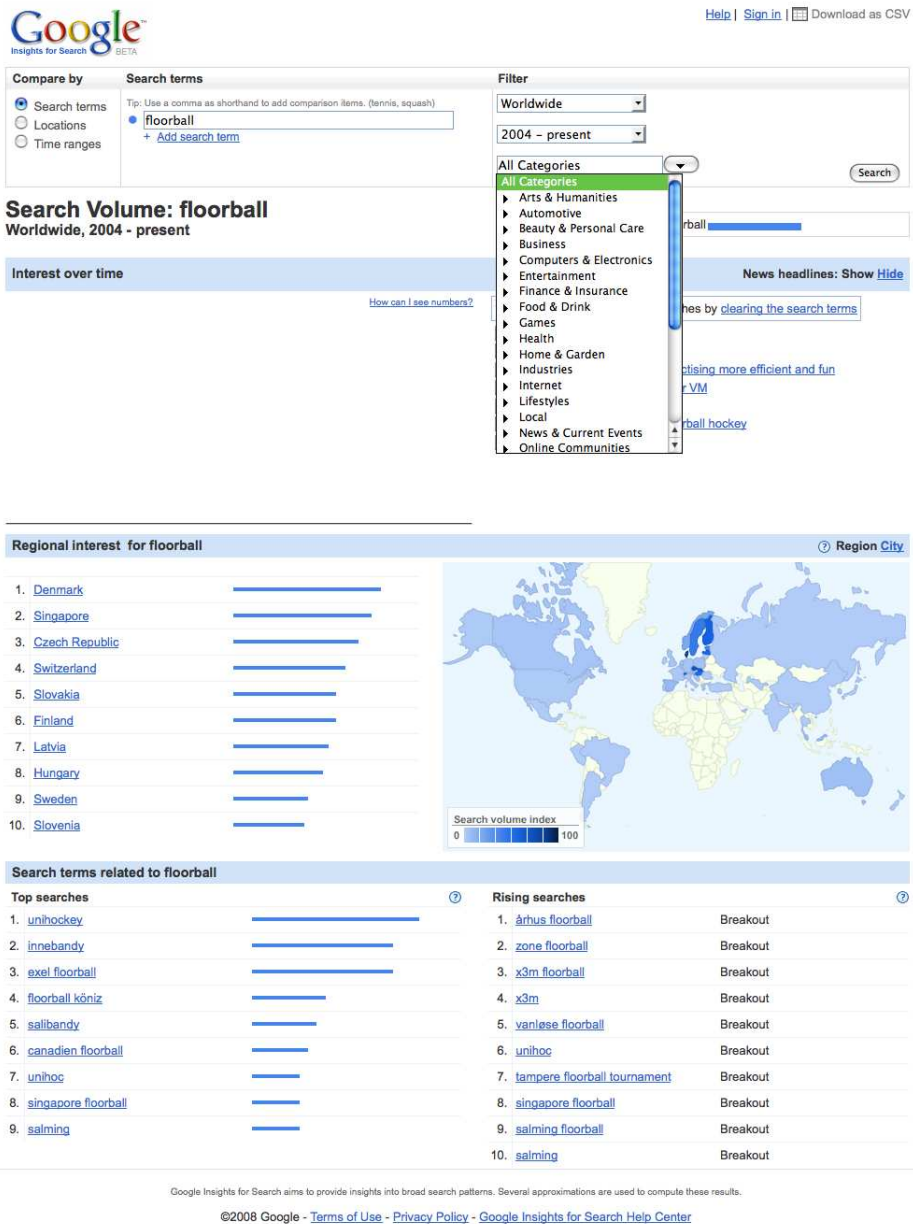 Google
Insights for Search BETA
Help | Sign in | Download as CSV
Compare by
Search terms
Locations
Time ranges
Search terms
Tip: Use a comma as shorthand to add comparison items. (tennis, squash)
floorball
+ Add search term
Filter
Worldwide
2004 - present
All Categories
Search
All Categories
Arts & Humanities
Automotive
Beauty & Personal Care
Business
Computers & Electronics
Entertainment
Finance & Insurance
Food & Drink
Games
Health
Home & Garden
Industries
Internet
Lifestyles
Local
News & Current Events
Online Communities
Search Volume: floorball
Worldwide, 2004 - present
rball
Interest over time
News headlines: Show Hide
How can I see numbers?
hes by clearing the search terms
ctising more efficient and fun
r VM
rball hockey
Regional interest for floorball
? Region City
1. Denmark
2. Singapore
3. Czech Republic
4. Switzerland
5. Slovakia
6. Finland
7. Latvia
8. Hungary
9. Sweden
10. Slovenia
Search volume index
0 100
Search terms related to floorball
Top searches ?
1. unihockey
2. innebandy
3. exel floorball
4. floorball köniz
5. salibandy
6. canadien floorball
7. unihoc
8. singapore floorball
9. salming
Rising searches ?
1. århus floorball Breakout
2. zone floorball Breakout
3. x3m floorball Breakout
4. x3m Breakout
5. vanløse floorball Breakout
6. unihoc Breakout
7. tampere floorball tournament Breakout
8. singapore floorball Breakout
9. salming floorball Breakout
10. salming Breakout
Google Insights for Search aims to provide insights into broad search patterns. Several approximations are used to compute these results.
©2008 Google - Terms of Use - Privacy Policy - Google Insights for Search Help Center